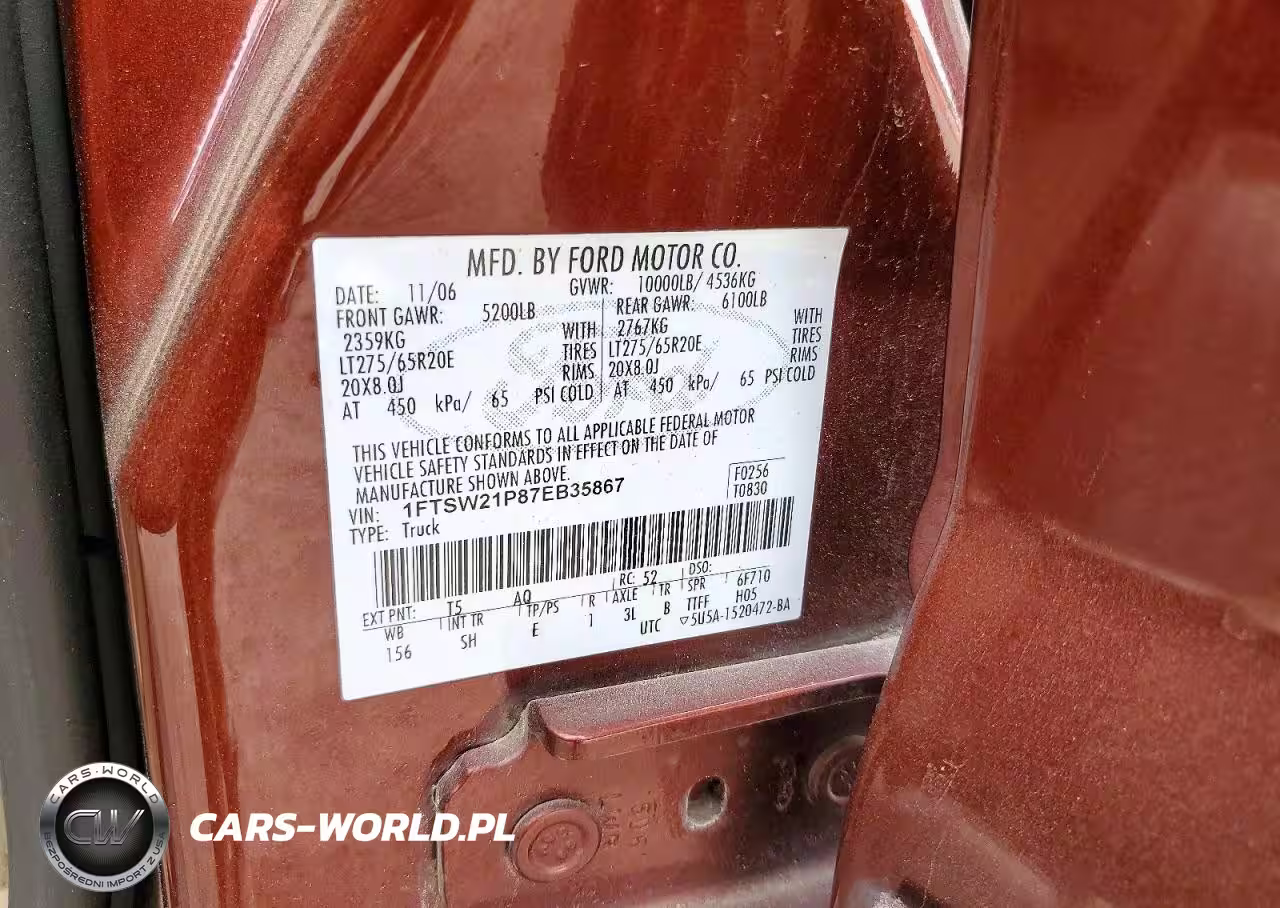 MFD. BY FORD MOTOR CO.
DATE: 11/06 GVWR: 10000LB/ 4536KG
FRONT GAWR: 5200LB REAR GAWR: 6100LB
2359KG WITH 2767KG WITH
LT275/65R20E TIRES LT275/65R20E TIRES
20X8.0J RIMS 20X8.0J RIMS
AT 450 kPa/ 65 PSI COLD AT 450 kPa/ 65 PSI COLD
THIS VEHICLE CONFORMS TO ALL APPLICABLE FEDERAL MOTOR
VEHICLE SAFETY STANDARDS IN EFFECT ON THE DATE OF
MANUFACTURE SHOWN ABOVE.
VIN: 1FTSW21P87EB35867 F0256
TYPE: Truck T0830
EXT PNT: T5 AQ RC: 52 DSO:
WB INT TR TP/PS R AXLE TR SPR 6F710
156 SH E 1 3L B TTFF H05
UTC ▽5U5A-1520472-BA
CARS-WORLD
CW
BEZPOŚREDNI IMPORT Z USA
CARS-WORLD.PL